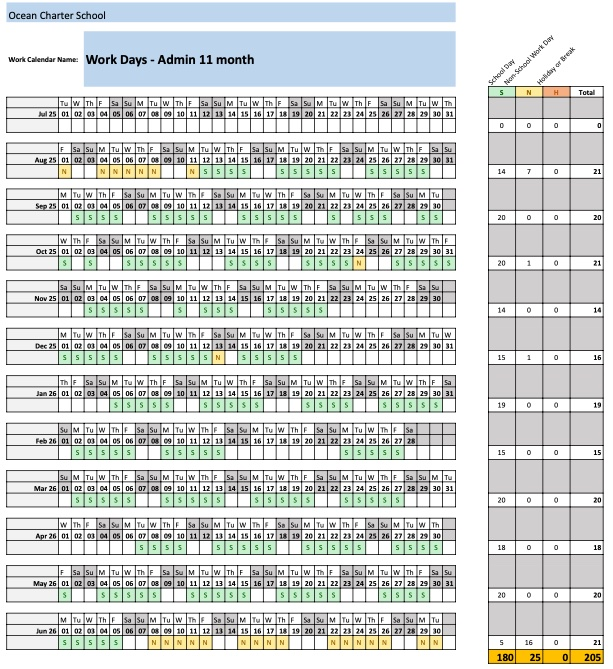 Ocean Charter School
Work Calendar Name: Work Days - Admin 11 month
School Day
Non-School Work Day
Holiday or Break
S N H Total
Tu W Th F Sa Su M Tu W Th F Sa Su M Tu W Th F Sa Su M Tu W Th F Sa Su M Tu W Th
Jul 25 01 02 03 04 05 06 07 08 09 10 11 12 13 14 15 16 17 18 19 20 21 22 23 24 25 26 27 28 29 30 31
0 0 0 0
F Sa Su M Tu W Th F Sa Su M Tu W Th F Sa Su M Tu W Th F Sa Su M Tu W Th F Sa Su
Aug 25 01 02 03 04 05 06 07 08 09 10 11 12 13 14 15 16 17 18 19 20 21 22 23 24 25 26 27 28 29 30 31
N N N N N N N S S S S S S S S S S S S S S 14 7 0 21
M Tu W Th F Sa Su M Tu W Th F Sa Su M Tu W Th F Sa Su M Tu W Th F Sa Su M Tu
Sep 25 01 02 03 04 05 06 07 08 09 10 11 12 13 14 15 16 17 18 19 20 21 22 23 24 25 26 27 28 29 30
S S S S S S S S S S S S S S S S S S S S 20 0 0 20
W Th F Sa Su M Tu W Th F Sa Su M Tu W Th F Sa Su M Tu W Th F Sa Su M Tu W Th F
Oct 25 01 02 03 04 05 06 07 08 09 10 11 12 13 14 15 16 17 18 19 20 21 22 23 24 25 26 27 28 29 30 31
S S S S S S S S S S S S S S S N S S S S S 20 1 0 21
Sa Su M Tu W Th F Sa Su M Tu W Th F Sa Su M Tu W Th F Sa Su M Tu W Th F Sa Su
Nov 25 01 02 03 04 05 06 07 08 09 10 11 12 13 14 15 16 17 18 19 20 21 22 23 24 25 26 27 28 29 30
S S S S S S S S S S S S S S 14 0 0 14
M Tu W Th F Sa Su M Tu W Th F Sa Su M Tu W Th F Sa Su M Tu W Th F Sa Su M Tu W
Dec 25 01 02 03 04 05 06 07 08 09 10 11 12 13 14 15 16 17 18 19 20 21 22 23 24 25 26 27 28 29 30 31
S S S S S S S S S S N S S S S S 15 1 0 16
Th F Sa Su M Tu W Th F Sa Su M Tu W Th F Sa Su M Tu W Th F Sa Su M Tu W Th F Sa
Jan 26 01 02 03 04 05 06 07 08 09 10 11 12 13 14 15 16 17 18 19 20 21 22 23 24 25 26 27 28 29 30 31
S S S S S S S S S S S S S S S S S S S 19 0 0 19
Su M Tu W Th F Sa Su M Tu W Th F Sa Su M Tu W Th F Sa Su M Tu W Th F Sa
Feb 26 01 02 03 04 05 06 07 08 09 10 11 12 13 14 15 16 17 18 19 20 21 22 23 24 25 26 27 28
S S S S S S S S S S S S S S S 15 0 0 15
Su M Tu W Th F Sa Su M Tu W Th F Sa Su M Tu W Th F Sa Su M Tu W Th F Sa Su M Tu
Mar 26 01 02 03 04 05 06 07 08 09 10 11 12 13 14 15 16 17 18 19 20 21 22 23 24 25 26 27 28 29 30 31
S S S S S S S S S S S S S S S S S S S S 20 0 0 20
W Th F Sa Su M Tu W Th F Sa Su M Tu W Th F Sa Su M Tu W Th F Sa Su M Tu W Th
Apr 26 01 02 03 04 05 06 07 08 09 10 11 12 13 14 15 16 17 18 19 20 21 22 23 24 25 26 27 28 29 30
S S S S S S S S S S S S S S S S S S 18 0 0 18
F Sa Su M Tu W Th F Sa Su M Tu W Th F Sa Su M Tu W Th F Sa Su M Tu W Th F Sa Su
May 26 01 02 03 04 05 06 07 08 09 10 11 12 13 14 15 16 17 18 19 20 21 22 23 24 25 26 27 28 29 30 31
S S S S S S S S S S S S S S S S S S S S 20 0 0 20
M Tu W Th F Sa Su M Tu W Th F Sa Su M Tu W Th F Sa Su M Tu W Th F Sa Su M Tu
Jun 26 01 02 03 04 05 06 07 08 09 10 11 12 13 14 15 16 17 18 19 20 21 22 23 24 25 26 27 28 29 30
S S S S S N N N N N N N N N N N N N N N N 5 16 0 21
180 25 0 205